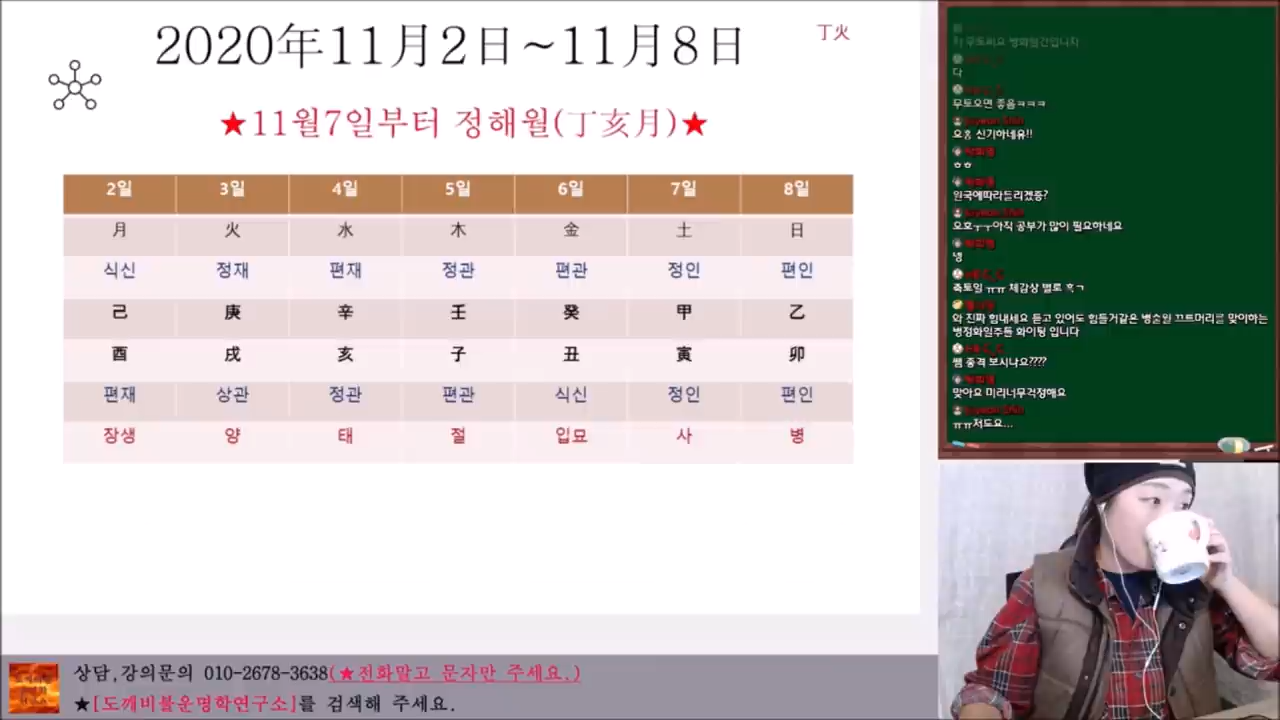 2020年11月2日~11月8日
丁火
★11월7일부터 정해월(丁亥月)★
2일 3일 4일 5일 6일 7일 8일
月 火 水 木 金 土 日
식신 정재 편재 정관 편관 정인 편인
己 庚 辛 壬 癸 甲 乙
酉 戌 亥 子 丑 寅 卯
편재 상관 정관 편관 식신 정인 편인
장생 양 태 절 입묘 사 병
상담,강의문의 010-2678-3638(★전화말고 문자만 주세요.)
★[도깨비불운명학연구소]를 검색해 주세요.
다
무토오면 좋음ㅋㅋㅋ
요홍 신기하네유!!
ㅎㅎ
원국에따라틀리겠죵?
오호ㅜㅜ아직 공부가 많이 필요하네요
넹
축토일 ㅠㅠ 체감상 별로 흑ㄱ
와 진짜 힘내세요 듣고 있어도 힘들거같은 병술월 끄트머리를 맞이하는
병정화일주들 화이팅 입니다
쌤 종격 보시나요????
맞아요 미리너무걱정해요
ㅠㅠ저도요...